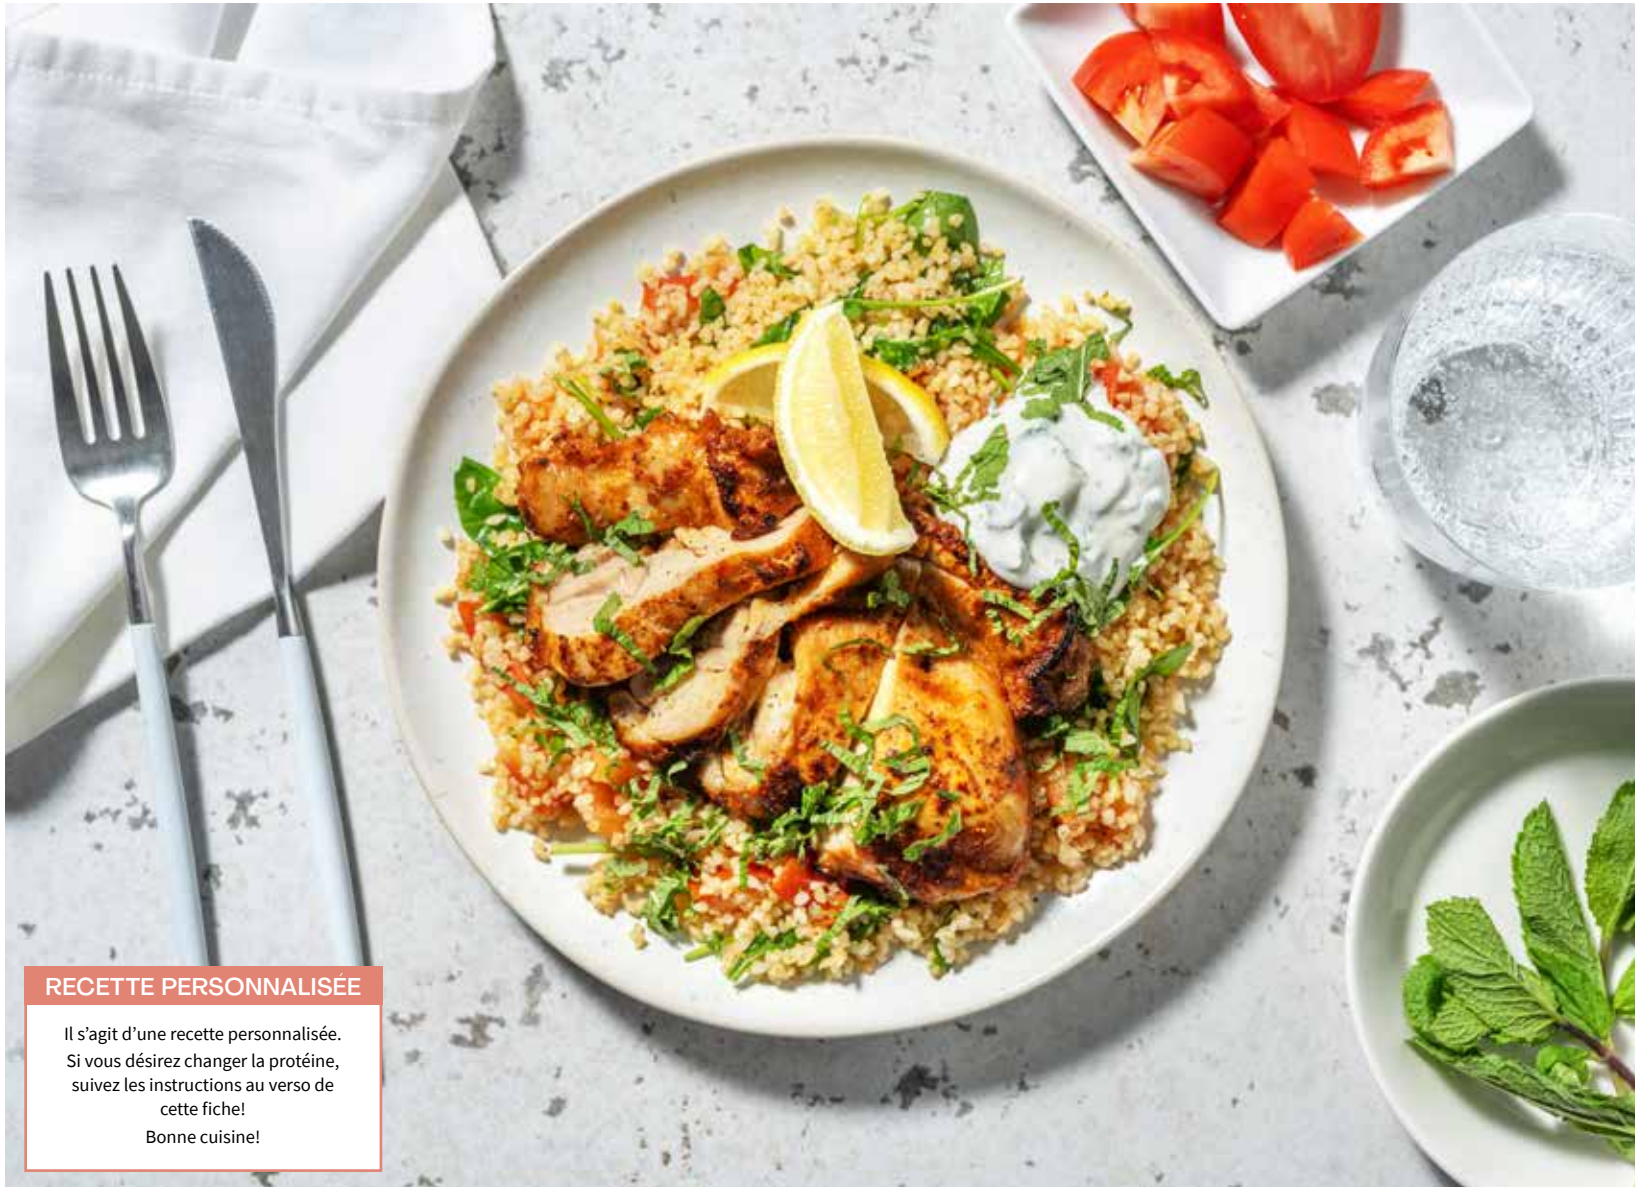 RECETTE PERSONNALISÉE
Il s’agit d’une recette personnalisée.
Si vous désirez changer la protéine,
suivez les instructions au verso de
cette fiche!
Bonne cuisine!